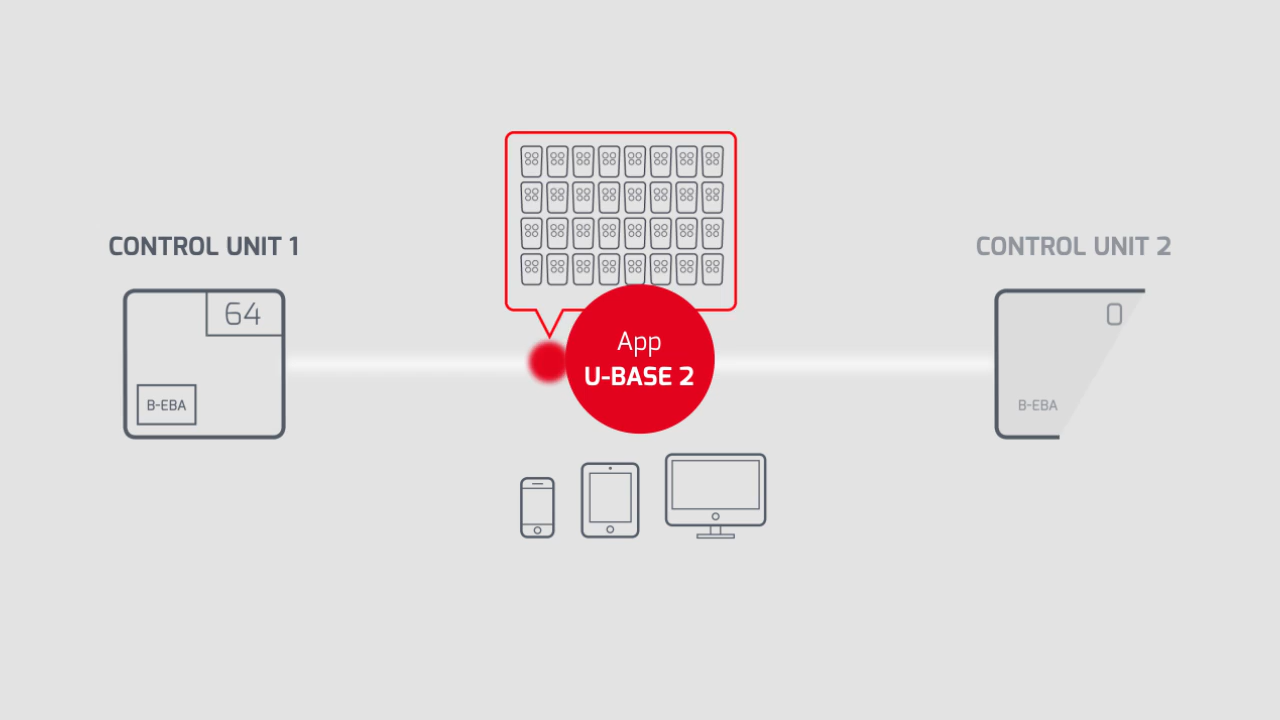 CONTROL UNIT 1
64
B-EBA
App
U-BASE 2
CONTROL UNIT 2
0
B-EBA